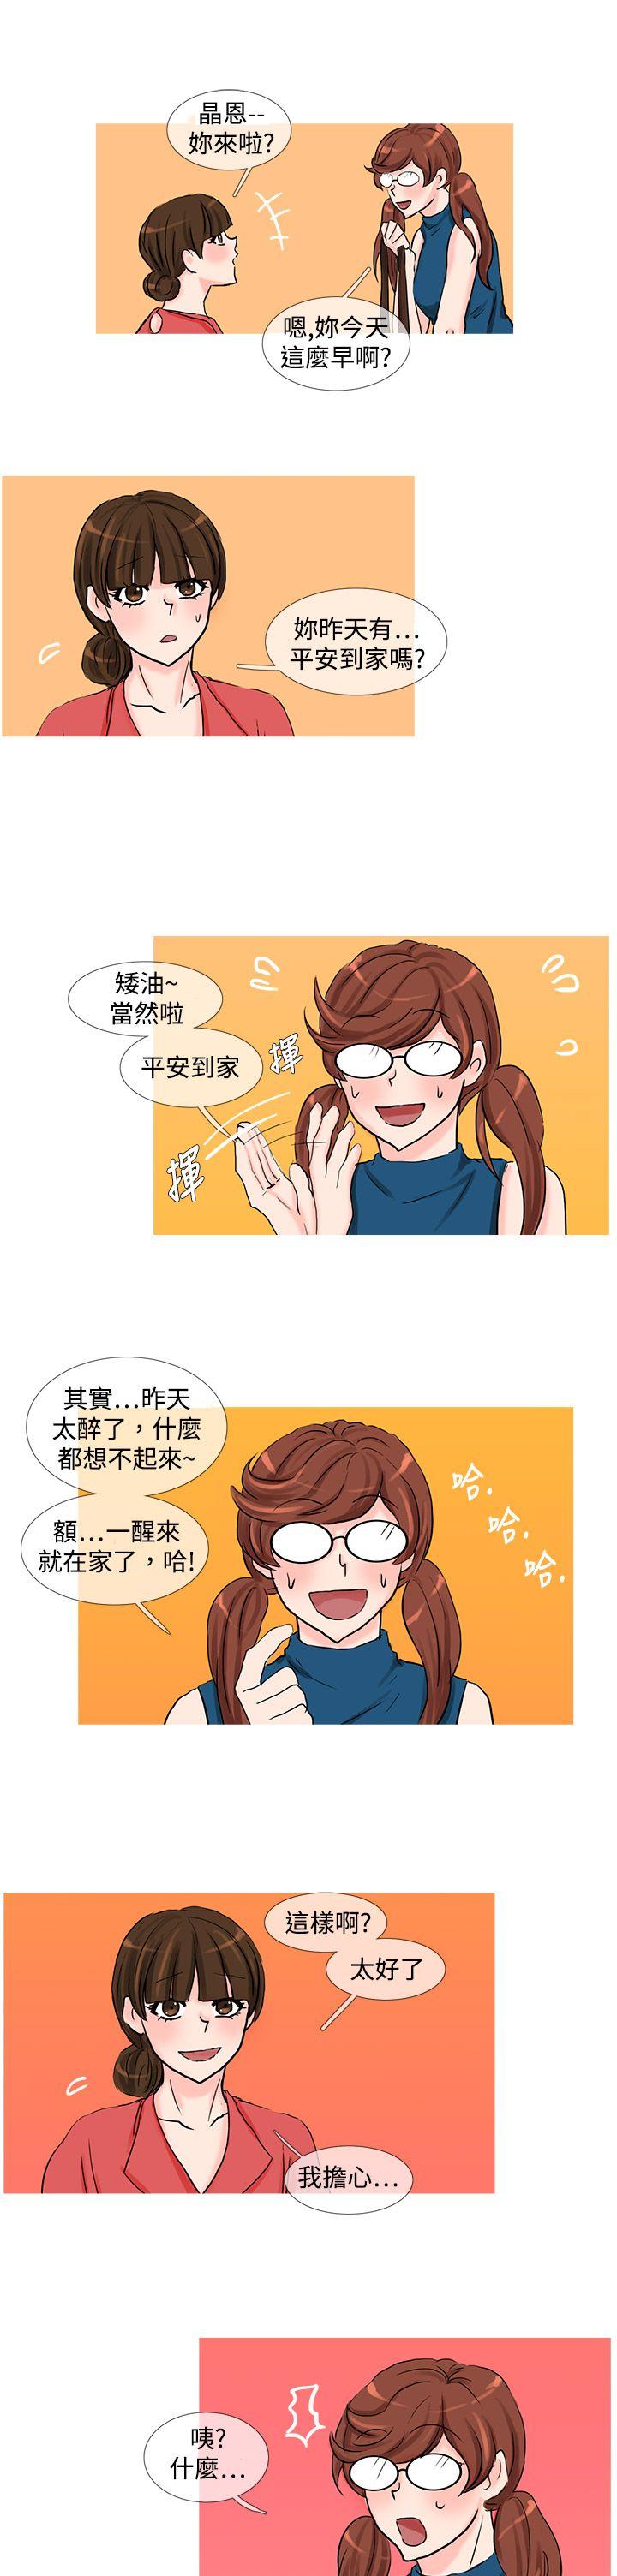 晶恩--
妳來啦?
嗯,妳今天
這麼早啊?
妳昨天有...
平安到家嗎?
矮油~
當然啦
平安到家
揮
揮
其實...昨天
太醉了，什麼
都想不起來~
額...一醒來
就在家了，哈!
哈.
哈.
哈.
這樣啊?
太好了
我擔心...
咦?
什麼...